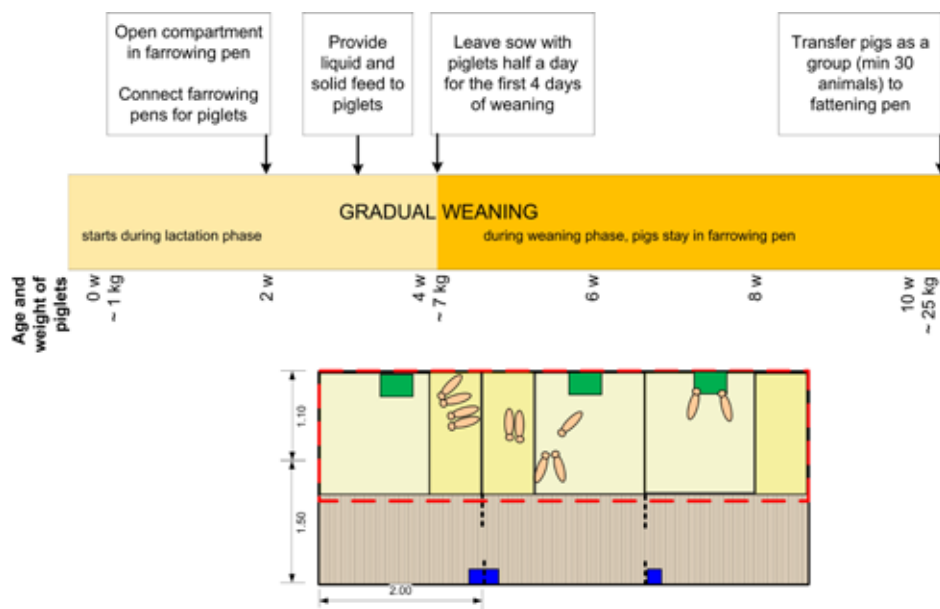 Open compartment
in farrowing pen
Connect farrowing
pens for piglets
Provide
liquid and
solid feed to
piglets
Leave sow with
piglets half a day
for the first 4 days
of weaning
Transfer pigs as a
group (min 30
animals) to
fattening pen
GRADUAL WEANING
starts during lactation phase
during weaning phase, pigs stay in farrowing pen
Age and
weight of
piglets
0 w
~ 1 kg
2 w
4 w
~ 7 kg
6 w
8 w
10 w
~ 25 kg
1.10
1.50
2.00